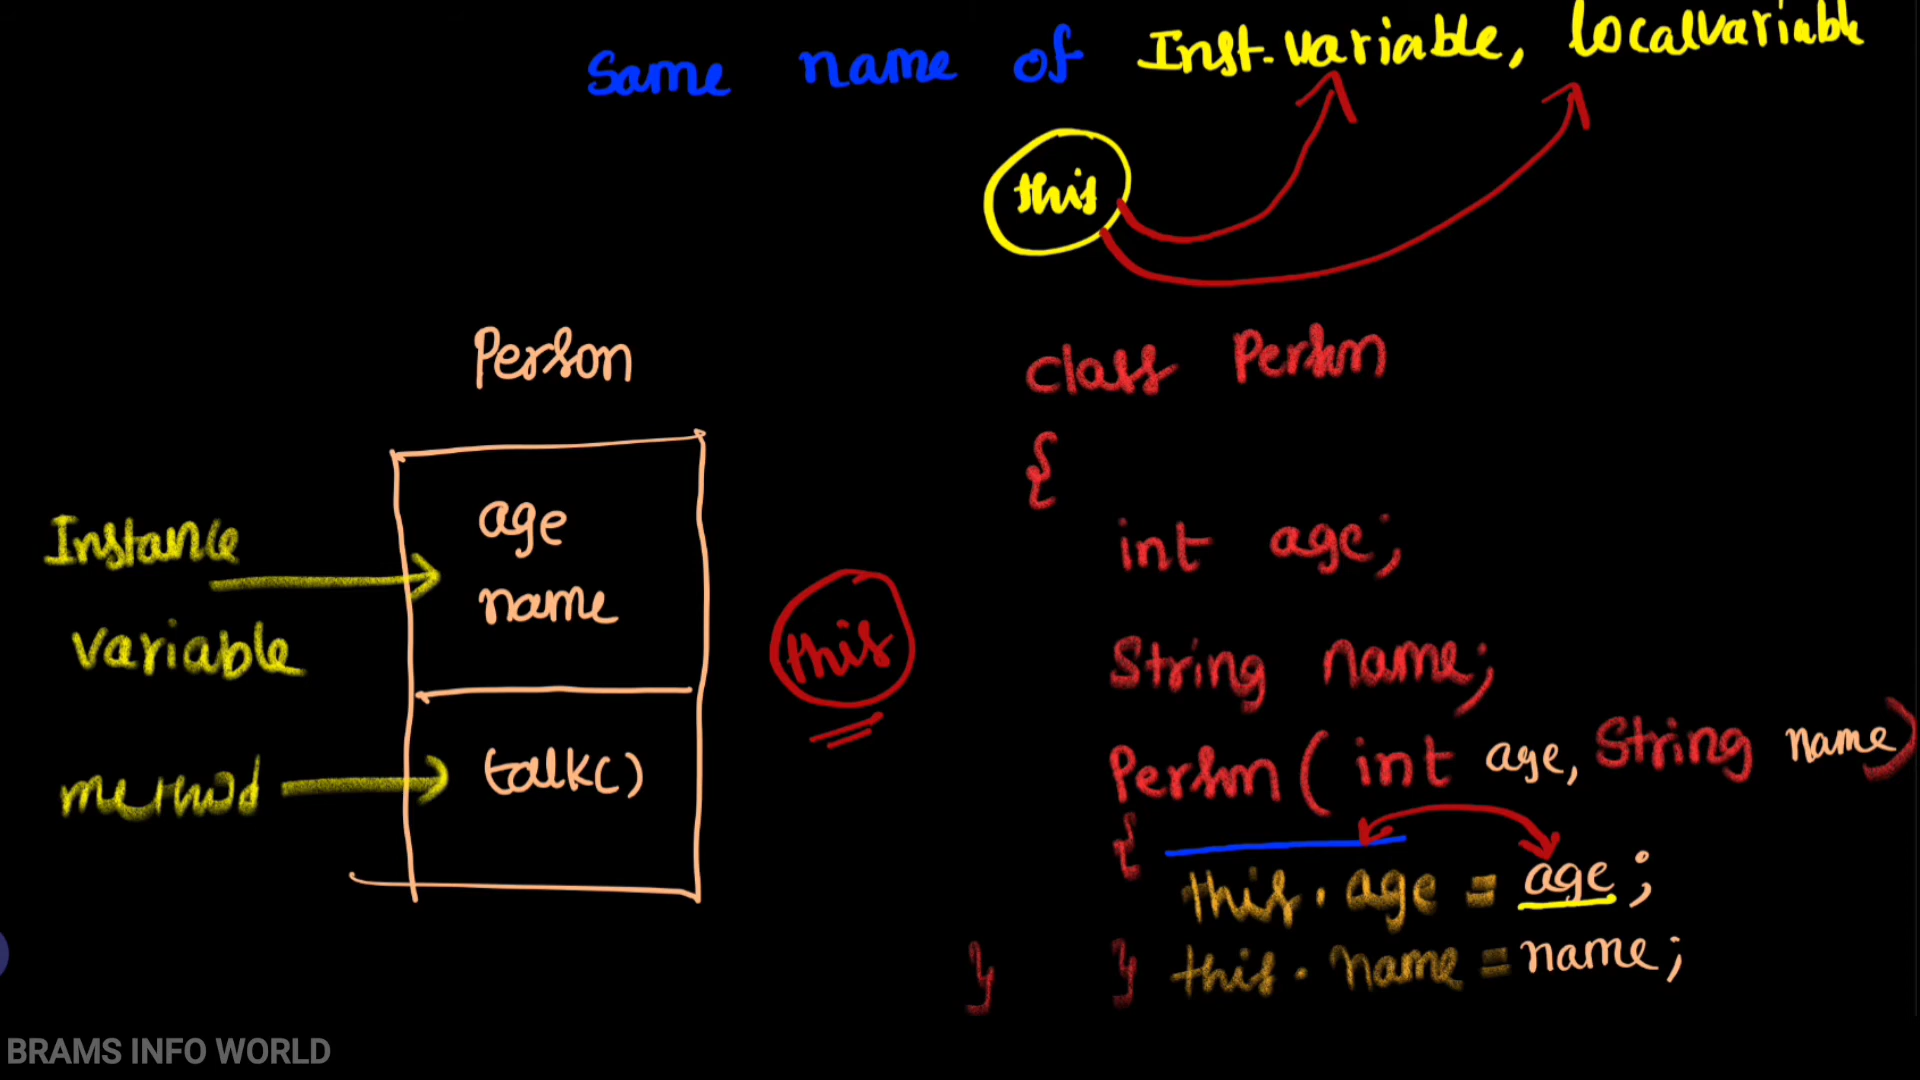 Same name of Inst.variable, localvariable
this
Person
age
name
talk()
Instance
variable
method
this
class Person
{
int age;
String name;
Person(int age, String name)
{
this.age = age;
this.name = name;
}
}
BRAMS INFO WORLD